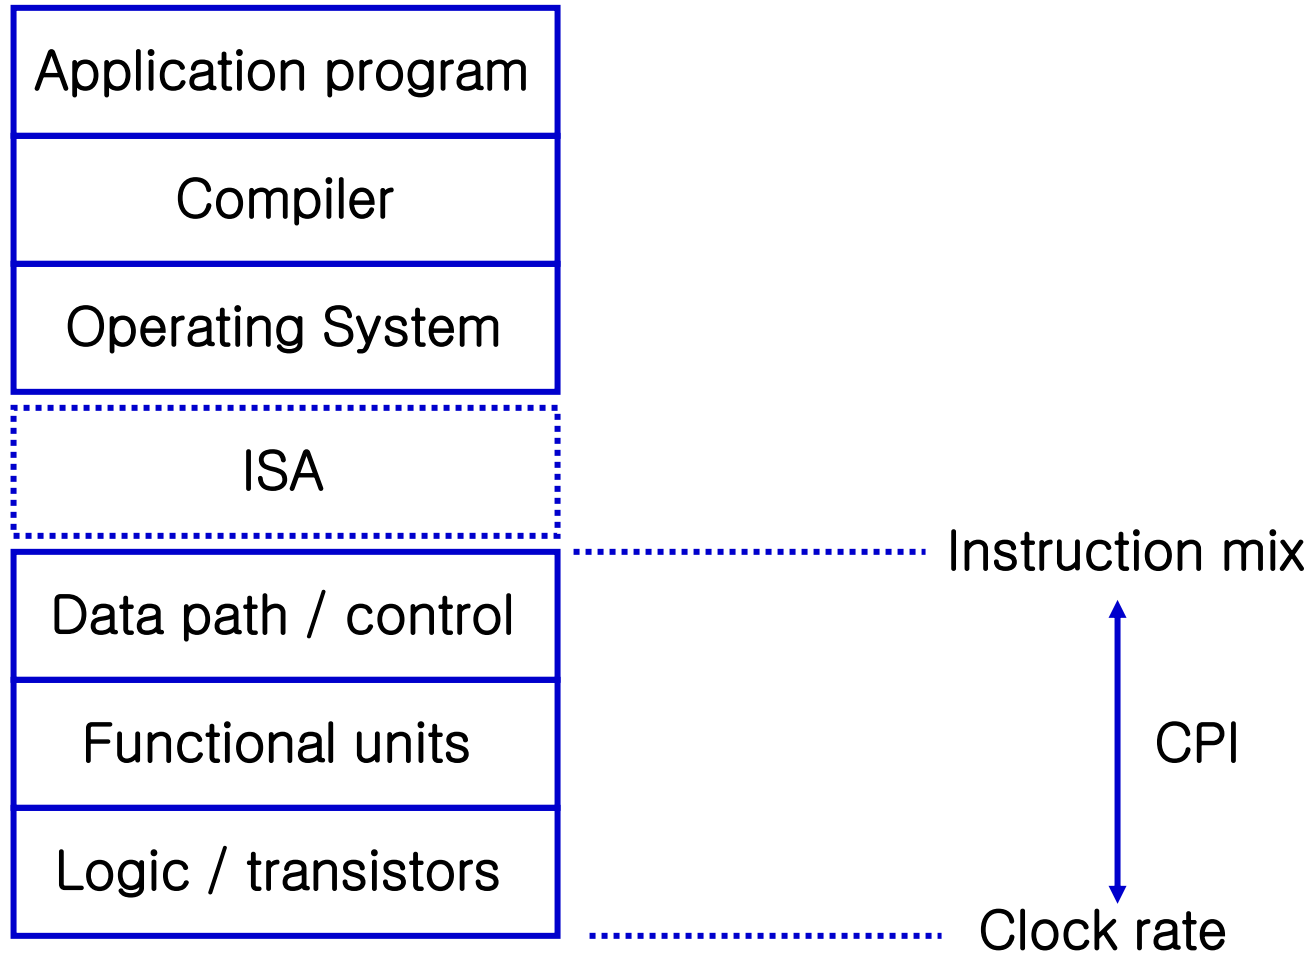 Application program
Compiler
Operating System
ISA
Instruction mix
Data path / control
Functional units
CPI
Logic / transistors
Clock rate